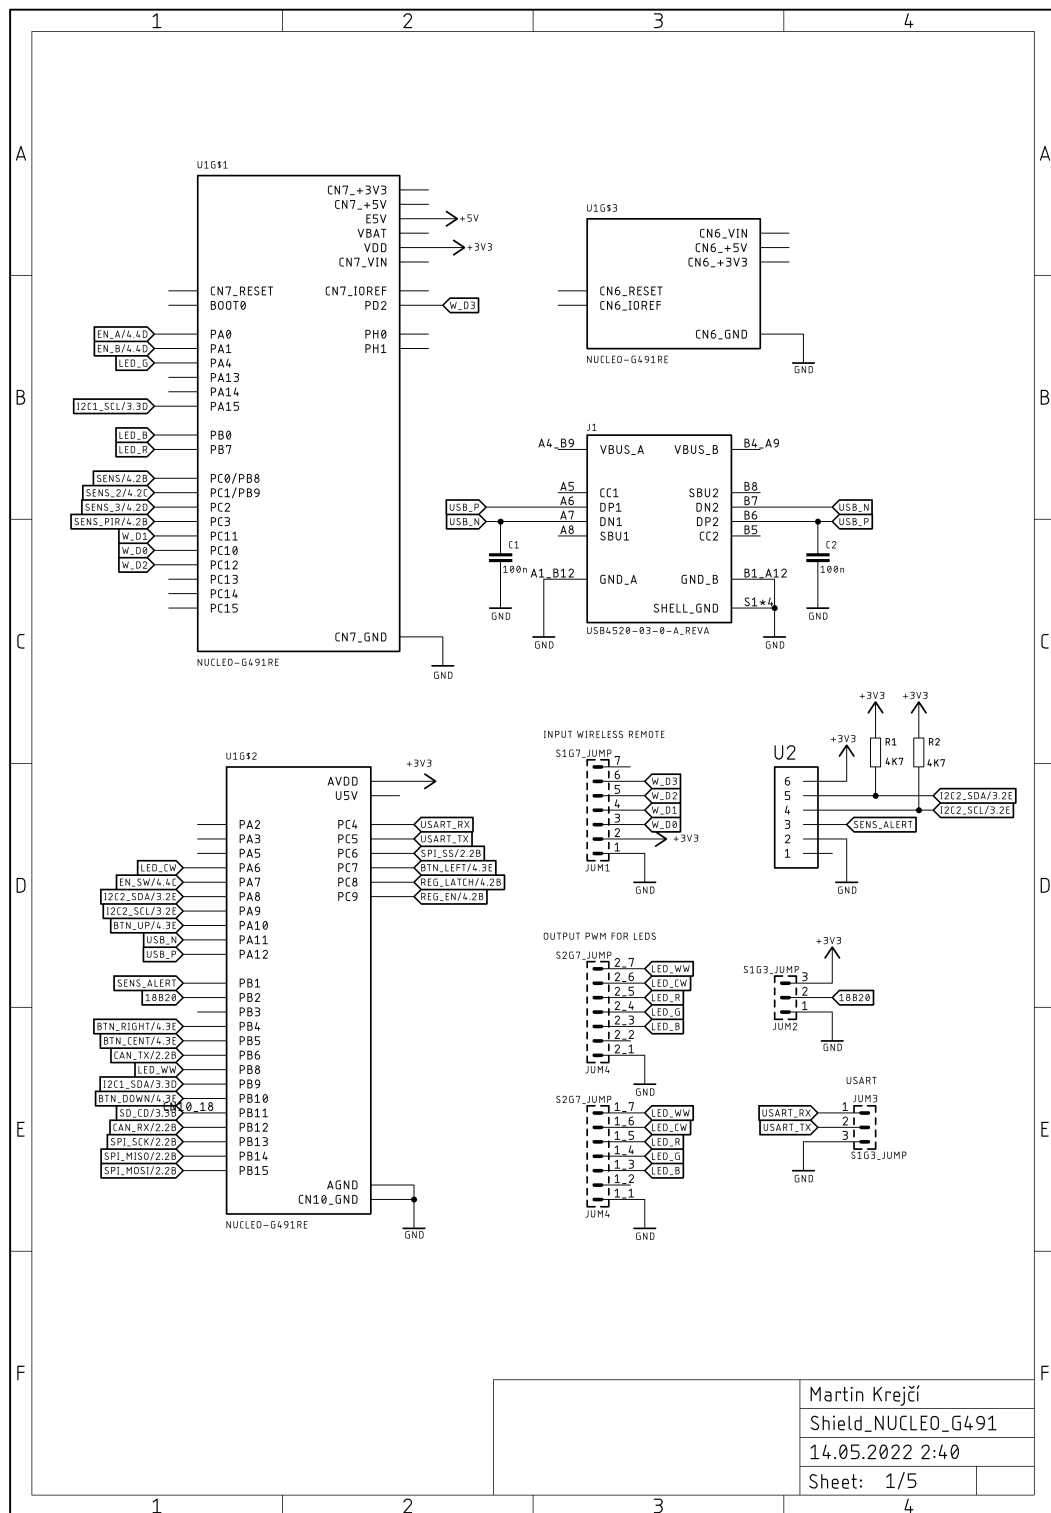 1 2 3 4
A A
B B
C C
D D
E E
F F
U1G$1
CN7_+3V3
CN7_+5V
E5V +5V
VBAT
VDD +3V3
CN7_VIN
CN7_RESET CN7_IOREF
BOOT0 PD2 W_D3
EN_A/4.4D PA0 PH0
EN_B/4.4D PA1 PH1
LED_G PA4
PA13
PA14
I2C1_SCL/3.3D PA15
LED_B PB0
LED_R PB7
SENS/4.2B PC0/PB8
SENS_2/4.2C PC1/PB9
SENS_3/4.2D PC2
SENS_PIR/4.2B PC3
W_D1 PC11
W_D0 PC10
W_D2 PC12
PC13
PC14
PC15
CN7_GND
GND
NUCLEO-G491RE
U1G$3
CN6_VIN
CN6_+5V
CN6_+3V3
CN6_RESET
CN6_IOREF
CN6_GND
GND
NUCLEO-G491RE
J1
A4_B9 VBUS_A VBUS_B B4_A9
A5 CC1 SBU2 B8
USB_P A6 DP1 DN2 B7 USB_N
USB_N A7 DN1 DP2 B6 USB_P
A8 SBU1 CC2 B5
C1 100n
C2 100n
A1_B12 GND_A GND_B B1_A12
SHELL_GND S1*4
GND GND GND GND
USB4520-03-0-A_REVA
U1G$2
+3V3
AVDD
U5V
PA2 PC4 USART_RX
PA3 PC5 USART_TX
PA5 PC6 SPI_SS/2.2B
LED_CW PA6 PC7 BTN_LEFT/4.3E
EN_SW/4.4C PA7 PC8 REG_LATCH/4.2B
I2C2_SDA/3.2E PA8 PC9 REG_EN/4.2B
I2C2_SCL/3.2E PA9
BTN_UP/4.3E PA10
USB_N PA11
USB_P PA12
SENS_ALERT PB1
18B20 PB2
PB3
BTN_RIGHT/4.3E PB4
BTN_CENT/4.3E PB5
CAN_TX/2.2B PB6
LED_WW PB8
I2C1_SDA/3.3D PB9
BTN_DOWN/4.3E PB10
CN10_18
SD_CD/3.3B PB11
CAN_RX/2.2B PB12
SPI_SCK/2.2B PB13
SPI_MISO/2.2B PB14
SPI_MOSI/2.2B PB15
AGND
CN10_GND
GND
NUCLEO-G491RE
INPUT WIRELESS REMOTE
S1G7_JUMP
7
6 W_D3
5 W_D2
4 W_D1
3 W_D0
2 +3V3
1
JUM1
GND
+3V3 +3V3
R1 4K7
R2 4K7
+3V3
U2
6
5 I2C2_SDA/3.2E
4 I2C2_SCL/3.2E
3 SENS_ALERT
2
1
GND
OUTPUT PWM FOR LEDS
S2G7_JUMP
2_7 LED_WW
2_6 LED_CW
2_5 LED_R
2_4 LED_G
2_3 LED_B
2_2
2_1
JUM4
GND
S2G7_JUMP
1_7 LED_WW
1_6 LED_CW
1_5 LED_R
1_4 LED_G
1_3 LED_B
1_2
1_1
JUM4
GND
+3V3
S1G3_JUMP
3
2 18B20
1
JUM2
GND
USART
JUM3
USART_RX 1
USART_TX 2
3
S1G3_JUMP
GND
Martin Krejčí
Shield_NUCLEO_G491
14.05.2022 2:40
Sheet: 1/5
1 2 3 4